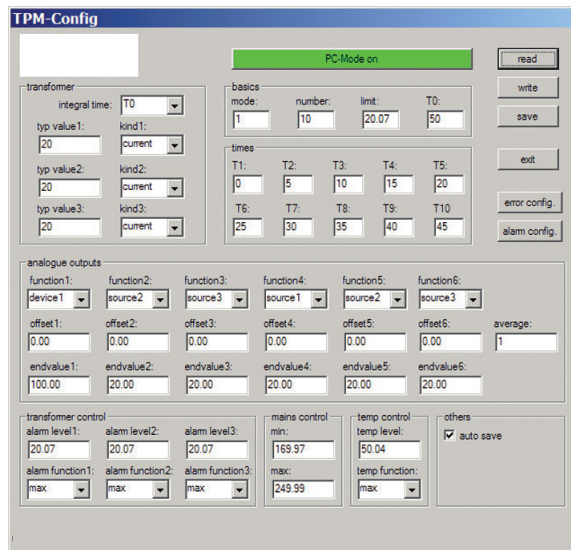 TPM-Config
PC-Mode on
read
write
save
exit
error config.
alarm config.
transformer
integral time: T0
typ value1: kind1:
20 current
typ value2: kind2:
20 current
typ value3: kind3:
20 current
basics
mode: number: limit: T0:
1 10 20.07 50
times
T1: T2: T3: T4: T5:
0 5 10 15 20
T6: T7: T8: T9: T10
25 30 35 40 45
analogue outputs
function1: function2: function3: function4: function5: function6:
device1 source2 source3 source1 source2 source3
offset1: offset2: offset3: offset4: offset5: offset6: average:
0.00 0.00 0.00 0.00 0.00 0.00 1
endvalue1: endvalue2: endvalue3: endvalue4: endvalue5: endvalue6:
100.00 20.00 20.00 20.00 20.00 20.00
transformer control
alarm level1: alarm level2: alarm level3:
20.07 20.07 20.07
alarm function1: alarm function2: alarm function3:
max max max
mains control
min:
169.97
max:
249.99
temp control
temp level:
50.04
temp function:
max
others
auto save